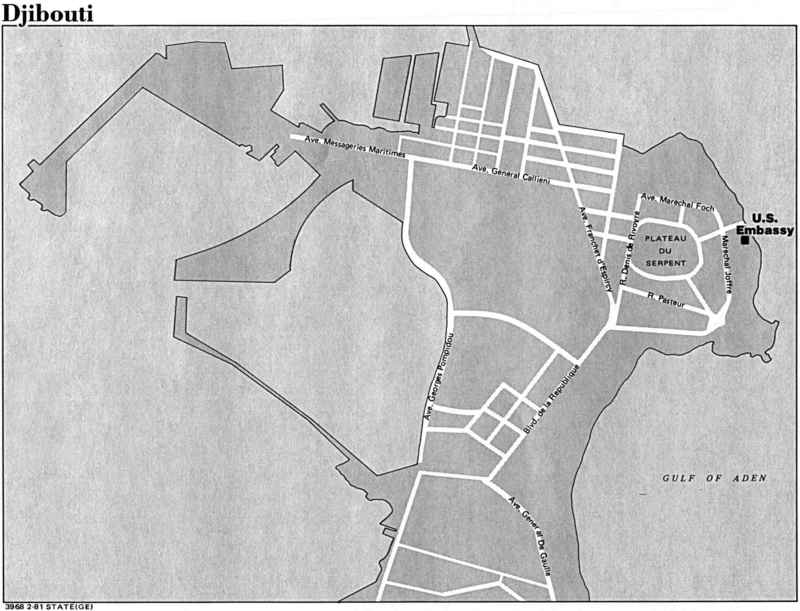 Djibouti
Ave. Messageries Maritimes
Ave. General Callieni
Ave. Marechal Foch
U.S.
Embassy
Ave. Franchet d'Espircy
R. Denis de Rivoyre
PLATEAU
DU
SERPENT
Marechal Joffre
R. Pasteur
Ave. Georges Pompidou
Blvd. de la Republique
GULF OF ADEN
Ave. General De Gaulle
3968 2-81 STATE(GE)